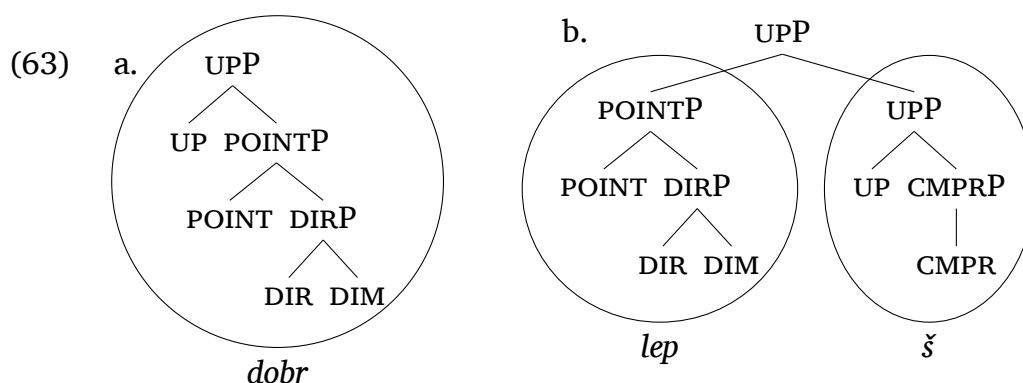 (63) a. UPP
UP POINTP
POINT DIRP
DIR DIM
dobr
b. UPP
POINTP UPP
POINT DIRP UP CMPRP
DIR DIM CMPR
lep š